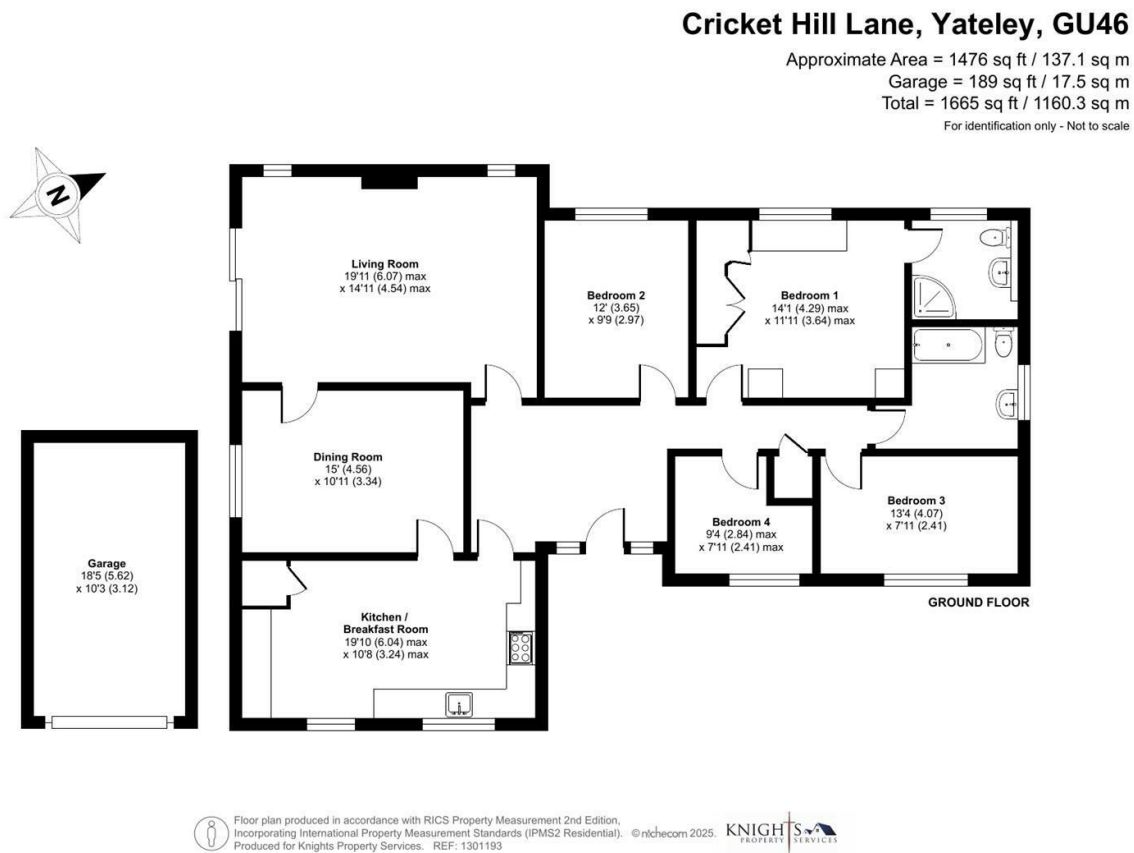 Cricket Hill Lane, Yateley, GU46
Approximate Area = 1476 sq ft / 137.1 sq m
Garage = 189 sq ft / 17.5 sq m
Total = 1665 sq ft / 1160.3 sq m
For identification only - Not to scale
N
Living Room
19'11 (6.07) max
x 14'11 (4.54) max
Bedroom 2
12' (3.65)
x 9'9 (2.97)
Bedroom 1
14'1 (4.29) max
x 11'11 (3.64) max
Dining Room
15' (4.56)
x 10'11 (3.34)
Bedroom 3
13'4 (4.07)
x 7'11 (2.41)
Bedroom 4
9'4 (2.84) max
x 7'11 (2.41) max
Garage
18'5 (5.62)
x 10'3 (3.12)
Kitchen /
Breakfast Room
19'10 (6.04) max
x 10'8 (3.24) max
GROUND FLOOR
Floor plan produced in accordance with RICS Property Measurement 2nd Edition,
Incorporating International Property Measurement Standards (IPMS2 Residential). © nichecom 2025.
Produced for Knights Property Services. REF: 1301193
KNIGHTS
PROPERTY SERVICES